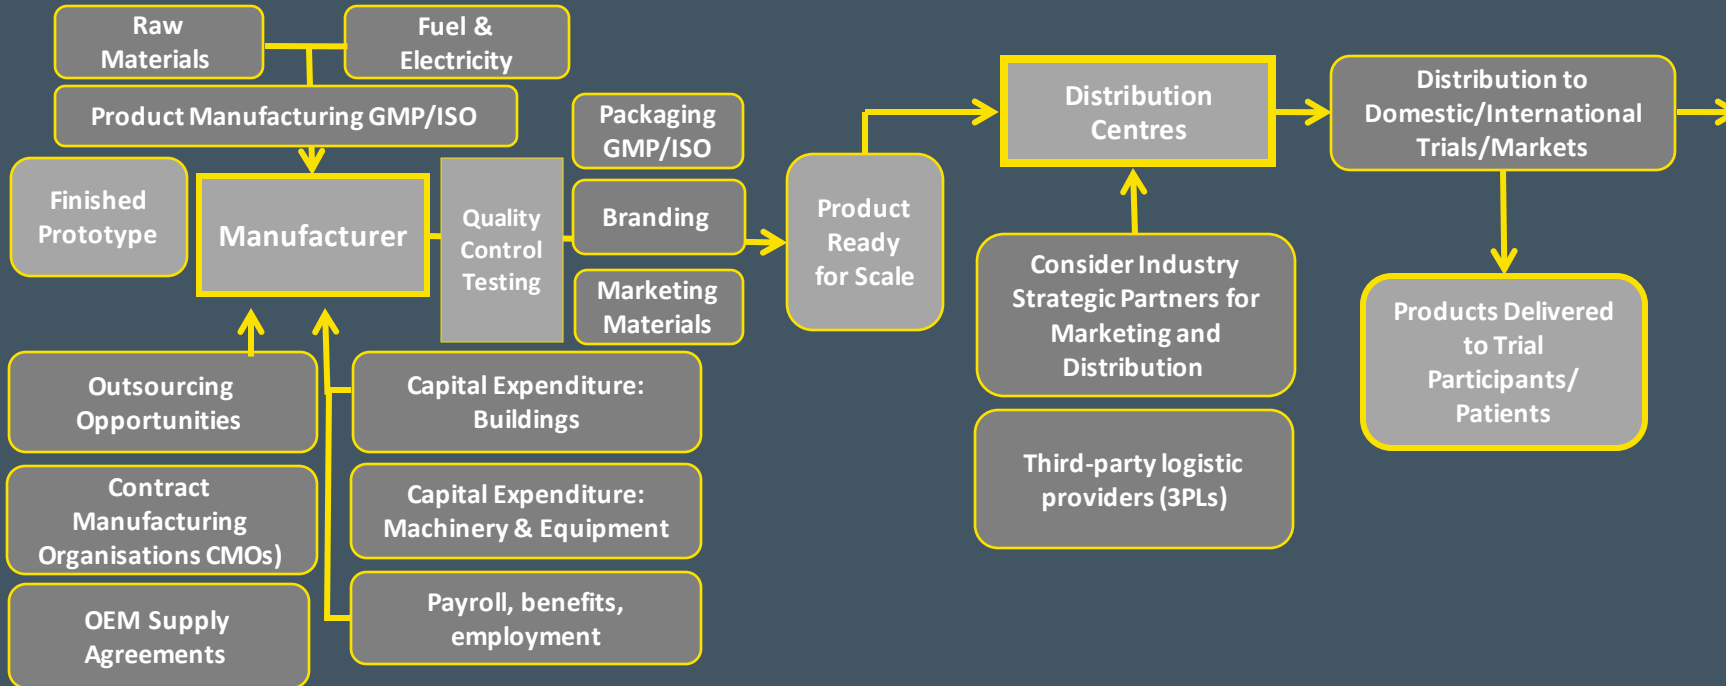 Raw
Materials
Fuel &
Electricity
Product Manufacturing GMP/ISO
Finished
Prototype
Manufacturer
Quality
Control
Testing
Packaging
GMP/ISO
Branding
Marketing
Materials
Product
Ready
for Scale
Distribution
Centres
Distribution to
Domestic/International
Trials/Markets
Consider Industry
Strategic Partners for
Marketing and
Distribution
Third-party logistic
providers (3PLs)
Products Delivered
to Trial
Participants/
Patients
Outsourcing
Opportunities
Contract
Manufacturing
Organisations CMOs)
OEM Supply
Agreements
Capital Expenditure:
Buildings
Capital Expenditure:
Machinery & Equipment
Payroll, benefits,
employment